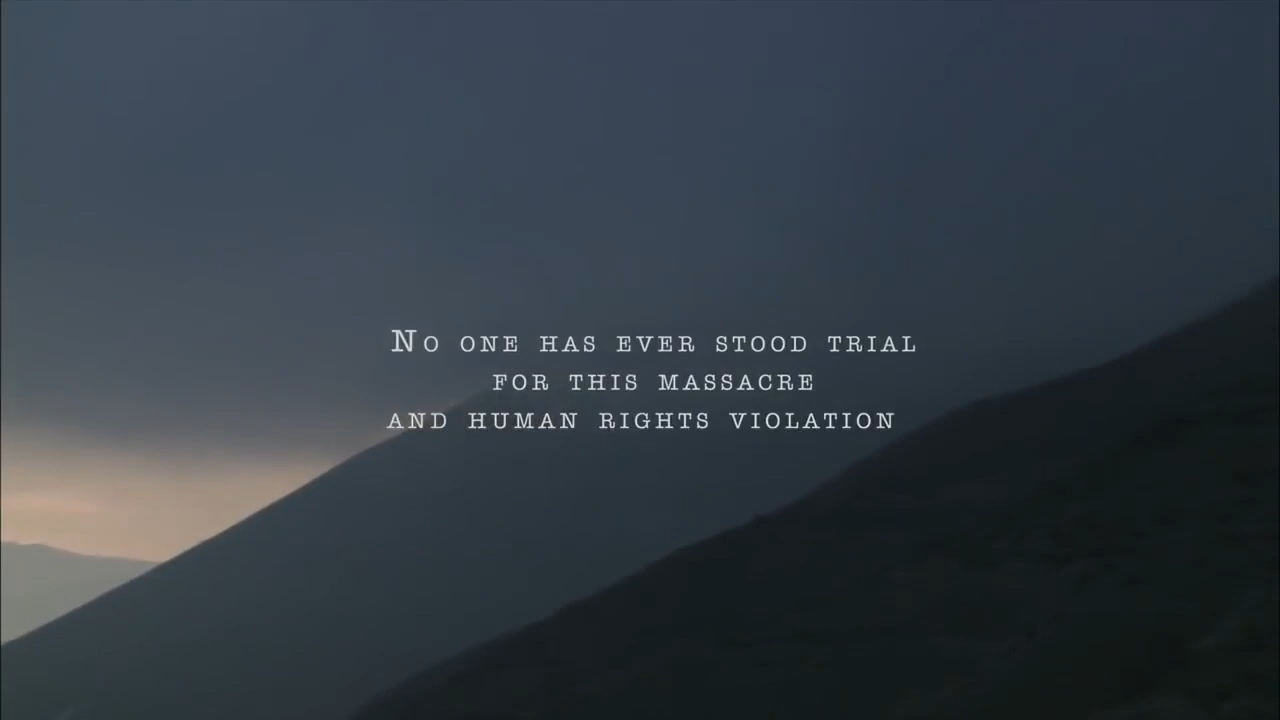 No one has ever stood trial
for this massacre
and human rights violation